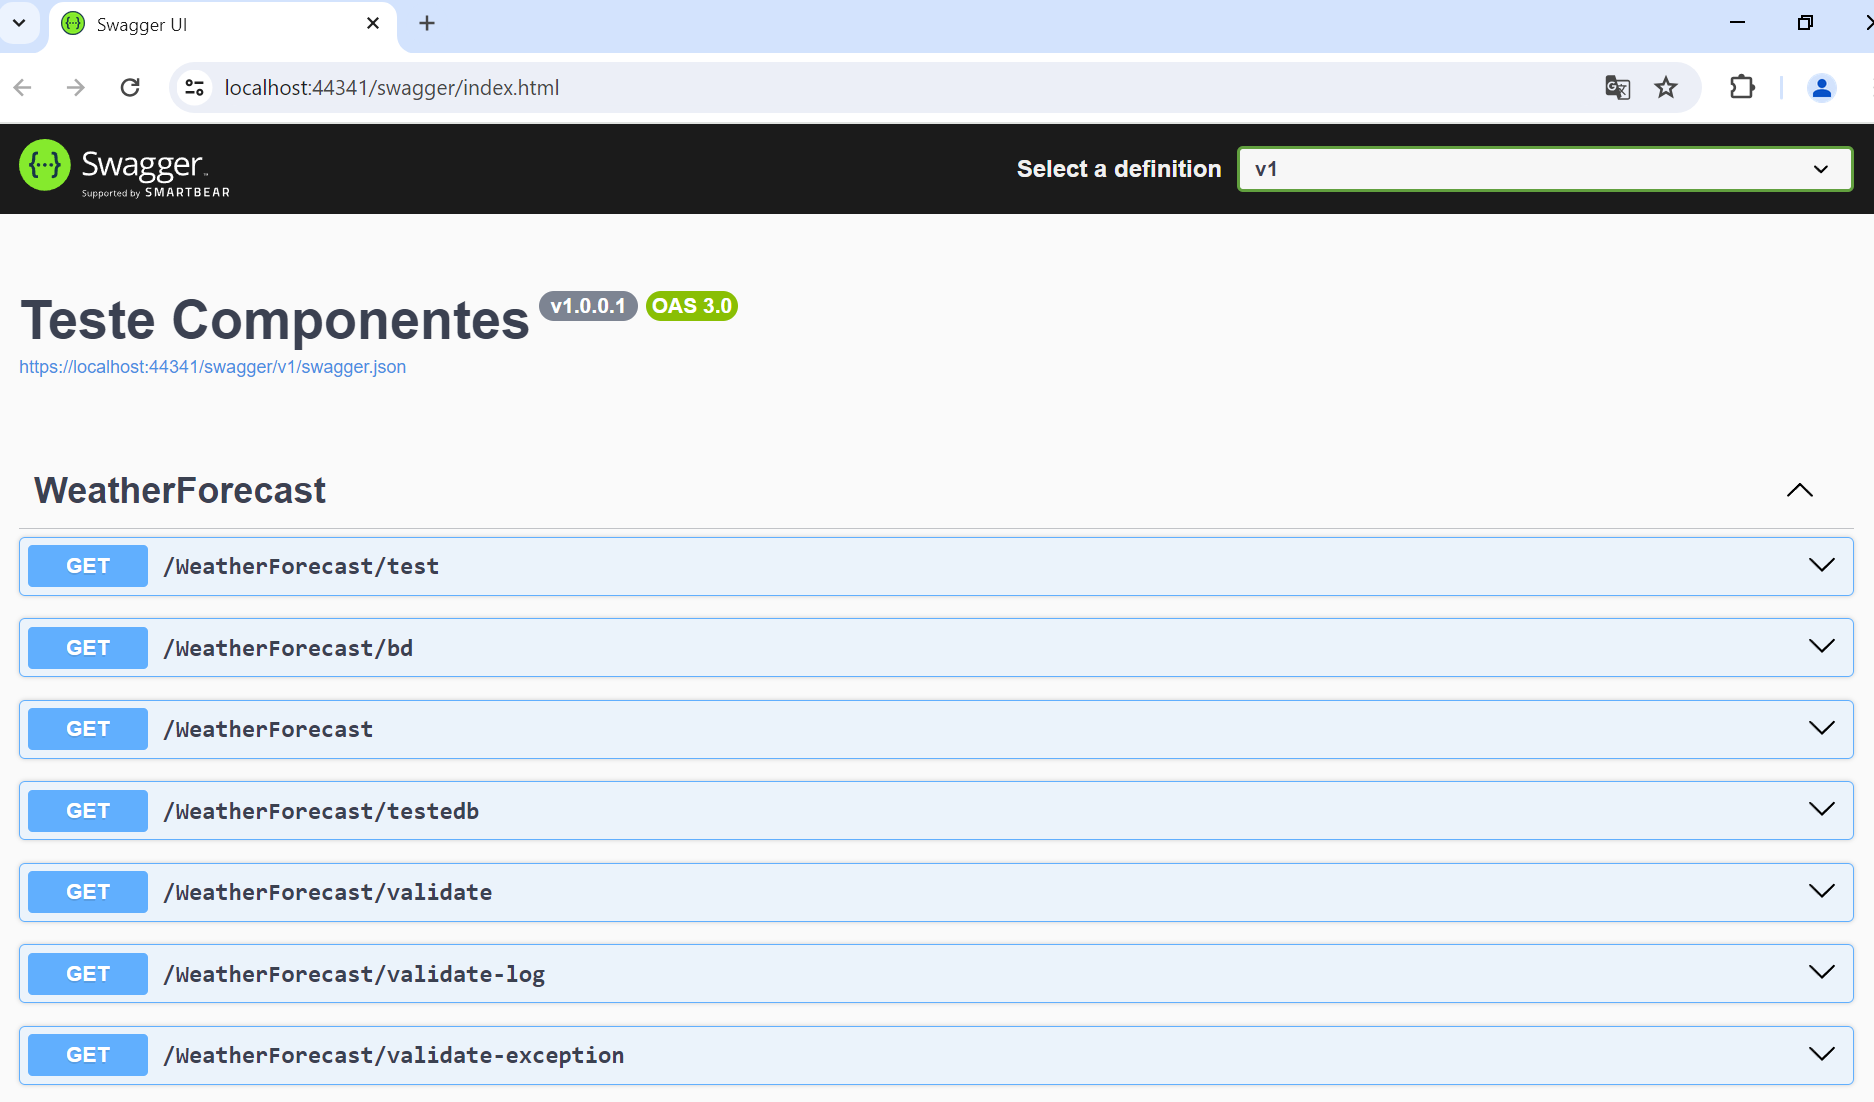 Swagger UI
localhost:44341/swagger/index.html
Swagger™
Supported by SMARTBEAR
Select a definition
v1
Teste Componentes v1.0.0.1 OAS 3.0
https://localhost:44341/swagger/v1/swagger.json
WeatherForecast
GET /WeatherForecast/test
GET /WeatherForecast/bd
GET /WeatherForecast
GET /WeatherForecast/testedb
GET /WeatherForecast/validate
GET /WeatherForecast/validate-log
GET /WeatherForecast/validate-exception